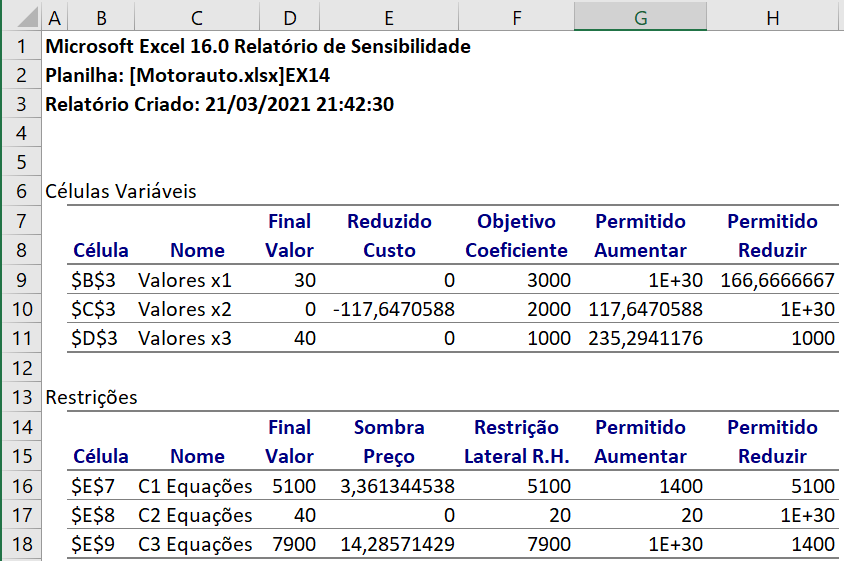 A B C D E F G H
1 Microsoft Excel 16.0 Relatório de Sensibilidade
2 Planilha: [Motorauto.xlsx]EX14
3 Relatório Criado: 21/03/2021 21:42:30
4
5
6 Células Variáveis
7 Final Reduzido Objetivo Permitido Permitido
8 Célula Nome Valor Custo Coeficiente Aumentar Reduzir
9 $B$3 Valores x1 30 0 3000 1E+30 166,6666667
10 $C$3 Valores x2 0 -117,6470588 2000 117,6470588 1E+30
11 $D$3 Valores x3 40 0 1000 235,2941176 1000
12
13 Restrições
14 Final Sombra Restrição Permitido Permitido
15 Célula Nome Valor Preço Lateral R.H. Aumentar Reduzir
16 $E$7 C1 Equações 5100 3,361344538 5100 1400 5100
17 $E$8 C2 Equações 40 0 20 20 1E+30
18 $E$9 C3 Equações 7900 14,28571429 7900 1E+30 1400